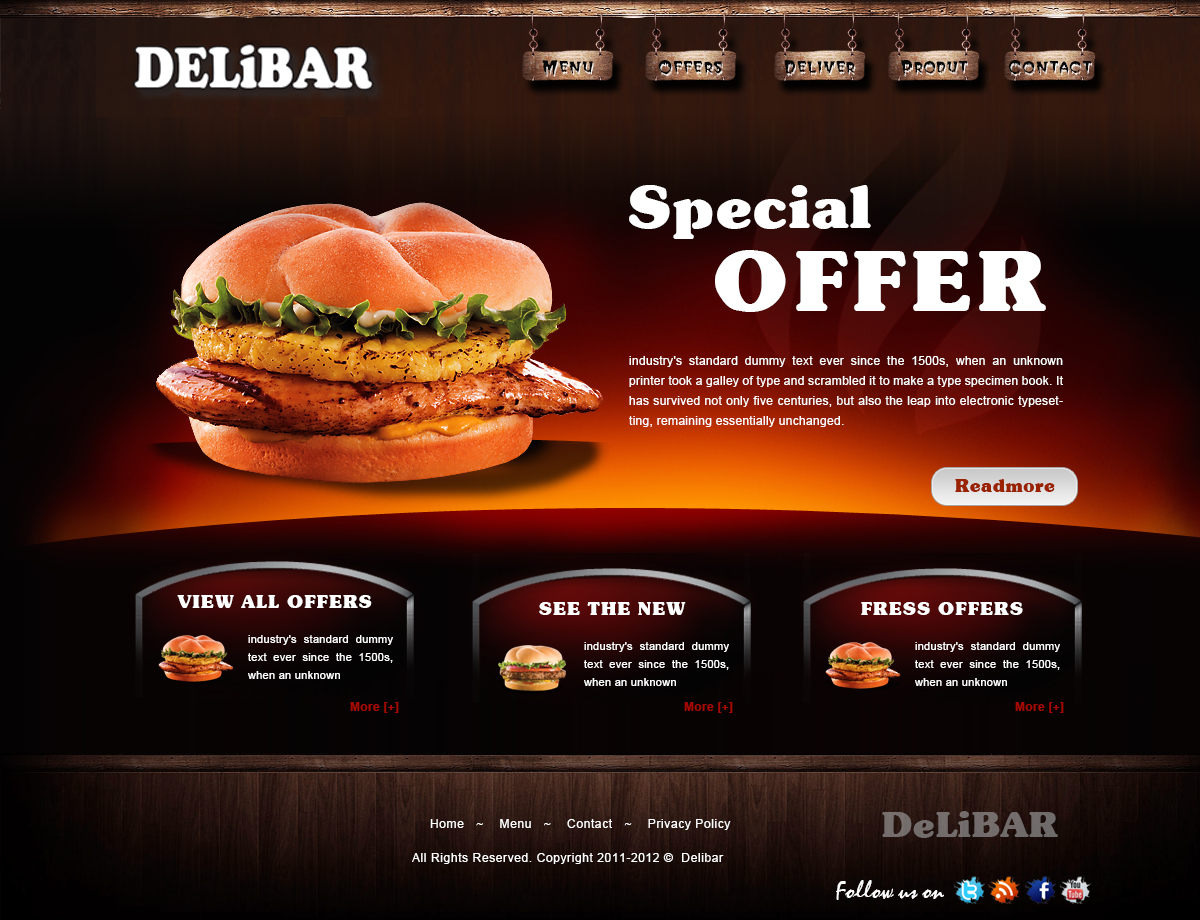 DELiBAR
MENU OFFERS DELIVER PRODUT CONTACT
Special
OFFER
industry's standard dummy text ever since the 1500s, when an unknown
printer took a galley of type and scrambled it to make a type specimen book. It
has survived not only five centuries, but also the leap into electronic typeset-
ting, remaining essentially unchanged.
Readmore
VIEW ALL OFFERS
industry's standard dummy
text ever since the 1500s,
when an unknown
More [+]
SEE THE NEW
industry's standard dummy
text ever since the 1500s,
when an unknown
More [+]
FRESS OFFERS
industry's standard dummy
text ever since the 1500s,
when an unknown
More [+]
Home ~ Menu ~ Contact ~ Privacy Policy
All Rights Reserved. Copyright 2011-2012 © Delibar
DeLiBAR
Follow us on
You
Tube